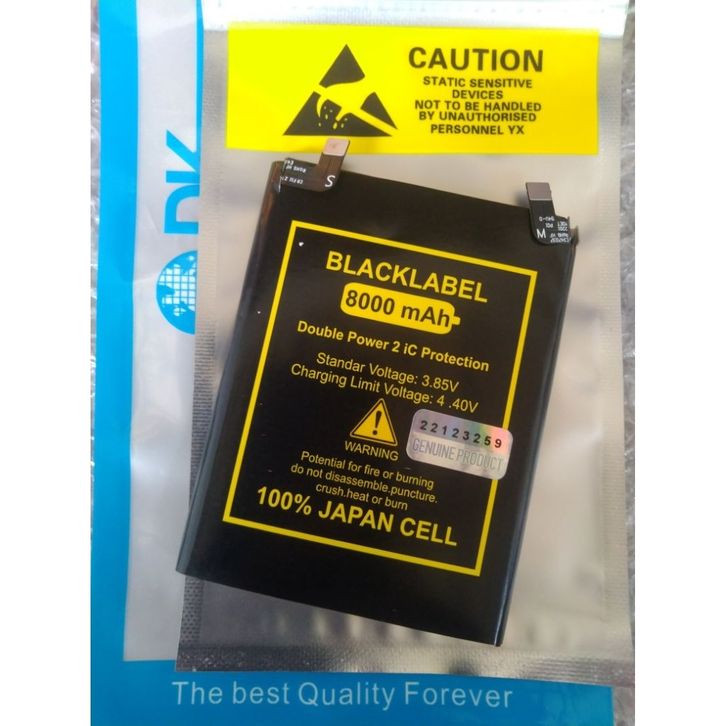 CAUTION
STATIC SENSITIVE
DEVICES
NOT TO BE HANDLED
BY UNAUTHORISED
PERSONNEL YX
S
M
BLACKLABEL
8000 mAh
Double Power 2 iC Protection
Standar Voltage: 3.85V
Charging Limit Voltage: 4 .40V
WARNING
Potential for fire or burning
do not disassemble.puncture.
crush.heat or burn
22123259
GENUINE PRODUCT
100% JAPAN CELL
The best Quality Forever